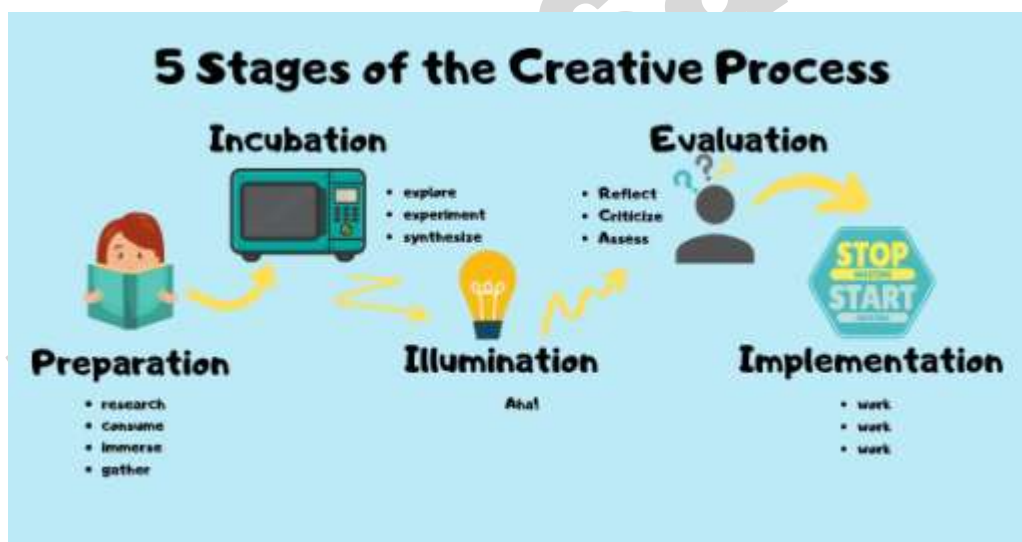 5 Stages of the Creative Process
Incubation
Evaluation
explore
experiment
synthesize
Reflect
Criticize
Assess
STOP
START
Preparation
Illumination
Implementation
research
consume
immerse
gather
Aha!
work
work
work